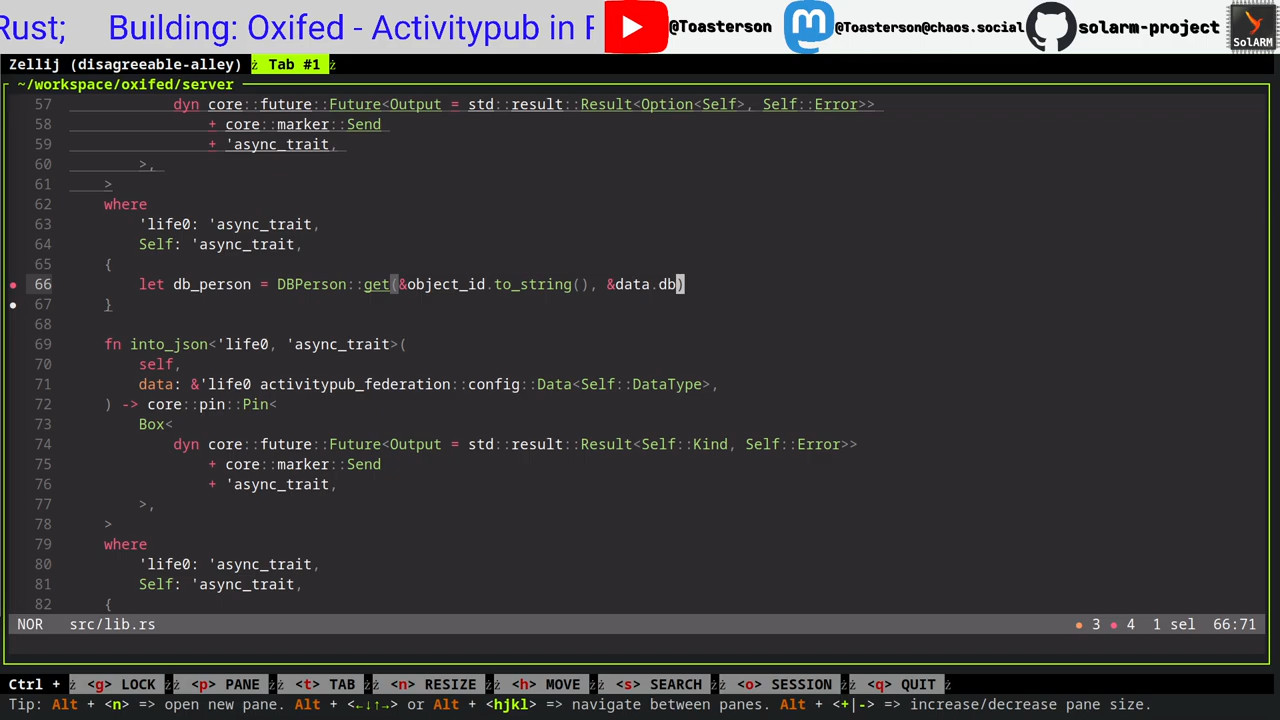 Rust;    Building: Oxifed - Activitypub in F
@Toasterson
@Toasterson@chaos.social
solarm-project
SolARM
Zellij (disagreeable-alley)  Tab #1
~/workspace/oxifed/server
57             dyn core::future::Future<Output = std::result::Result<Option<Self>, Self::Error>>
58                 + core::marker::Send
59                 + 'async_trait,
60         >,
61     >
62     where
63         'life0: 'async_trait,
64         Self: 'async_trait,
65     {
66         let db_person = DBPerson::get(&object_id.to_string(), &data.db)
67     }
68
69     fn into_json<'life0, 'async_trait>(
70         self,
71         data: &'life0 activitypub_federation::config::Data<Self::DataType>,
72     ) -> core::pin::Pin<
73         Box<
74             dyn core::future::Future<Output = std::result::Result<Self::Kind, Self::Error>>
75                 + core::marker::Send
76                 + 'async_trait,
77         >,
78     >
79     where
80         'life0: 'async_trait,
81         Self: 'async_trait,
82     {
NOR   src/lib.rs   ● 3 ● 4  1 sel  66:71
Ctrl +  <g> LOCK  <p> PANE  <t> TAB  <n> RESIZE  <h> MOVE  <s> SEARCH  <o> SESSION  <q> QUIT
Tip: Alt + <n> => open new pane. Alt + <←↓↑→> or Alt + <hjkl> => navigate between panes. Alt + <+|-> => increase/decrease pane size.